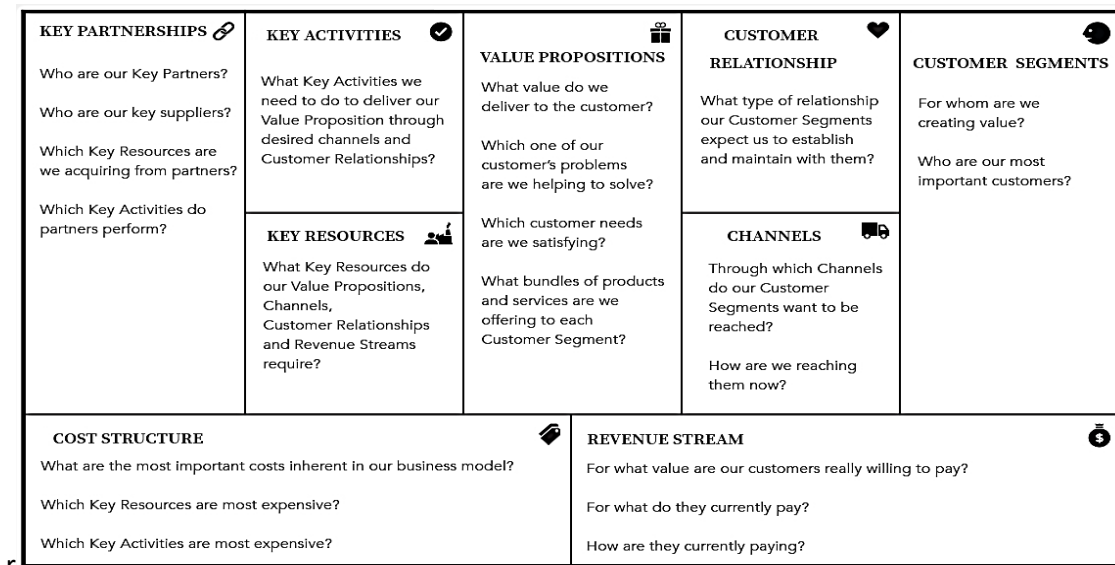 KEY PARTNERSHIPS
Who are our Key Partners?
Who are our key suppliers?
Which Key Resources are
we acquiring from partners?
Which Key Activities do
partners perform?
KEY ACTIVITIES
What Key Activities we
need to do to deliver our
Value Proposition through
desired channels and
Customer Relationships?
KEY RESOURCES
What Key Resources do
our Value Propositions,
Channels,
Customer Relationships
and Revenue Streams
require?
VALUE PROPOSITIONS
What value do we
deliver to the customer?
Which one of our
customer's problems
are we helping to solve?
Which customer needs
are we satisfying?
What bundles of products
and services are we
offering to each
Customer Segment?
CUSTOMER
RELATIONSHIP
What type of relationship
our Customer Segments
expect us to establish
and maintain with them?
CHANNELS
Through which Channels
do our Customer
Segments want to be
reached?
How are we reaching
them now?
CUSTOMER SEGMENTS
For whom are we
creating value?
Who are our most
important customers?
COST STRUCTURE
What are the most important costs inherent in our business model?
Which Key Resources are most expensive?
Which Key Activities are most expensive?
REVENUE STREAM
$
For what value are our customers really willing to pay?
For what do they currently pay?
How are they currently paying?
r